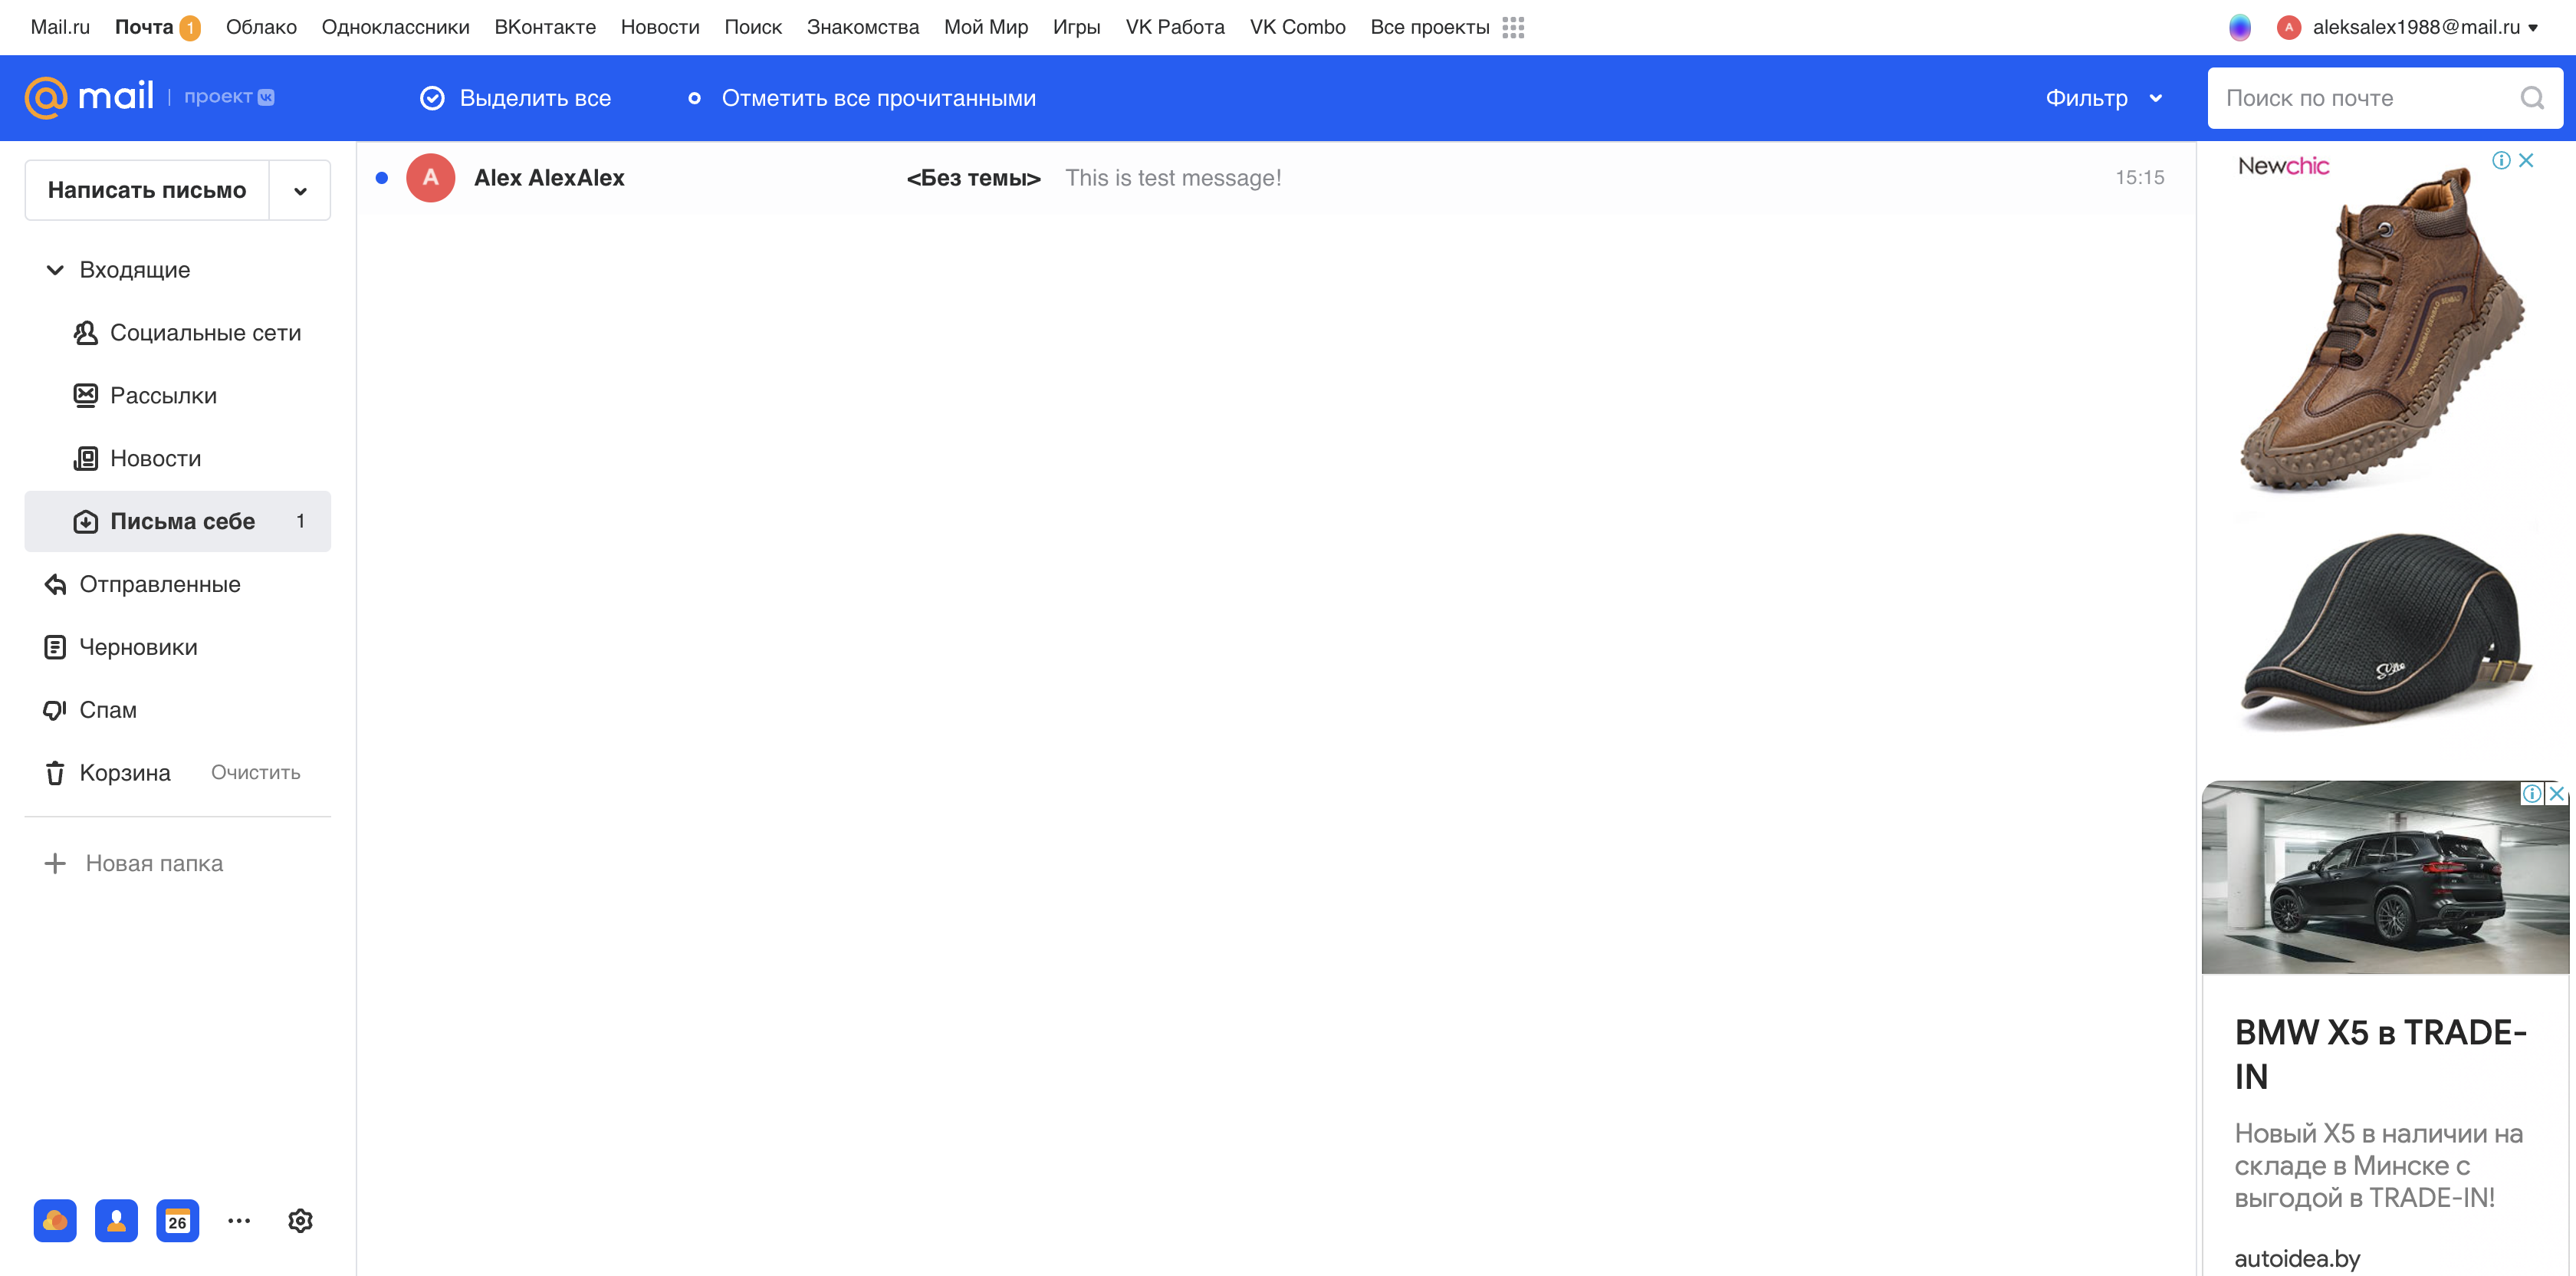 Mail.ru Почта 1 Облако Одноклассники ВКонтакте Новости Поиск Знакомства Мой Мир Игры VK Работа VK Combo Все проекты A aleksalex1988@mail.ru
@mail | проект VK Выделить все Отметить все прочитанными Фильтр Поиск по почте
Написать письмо
Входящие
Социальные сети
Рассылки
Новости
Письма себе 1
Отправленные
Черновики
Спам
Корзина Очистить
Новая папка
26
A Alex AlexAlex <Без темы> This is test message! 15:15
Newchic
BMW X5 в TRADE-
IN
Новый X5 в наличии на
складе в Минске с
выгодой в TRADE-IN!
autoidea.by